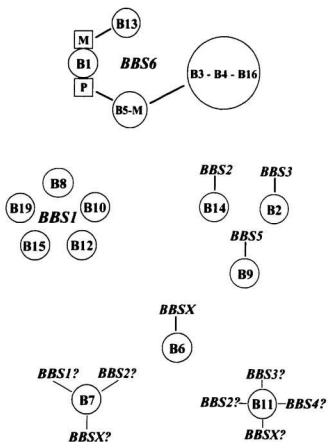 B13
M
B1
BBS6
B3 - B4 - B16
P
B5-M
B8
B19
B10
BBS1
B15
B12
BBS2
BBS3
B14
B2
BBS5
B9
BBSX
B6
BBS1?
BBS2?
B7
BBSX?
BBS3?
BBS2?
B11
BBS4?
BBSX?